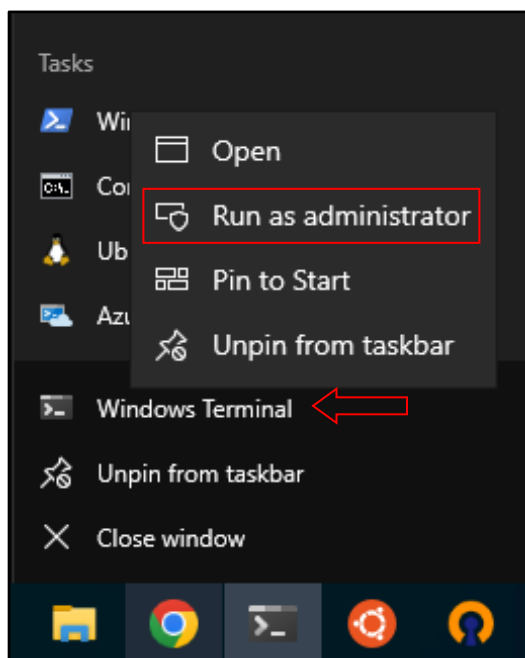 Tasks
Open
Run as administrator
Pin to Start
Unpin from taskbar
Windows Terminal
Unpin from taskbar
Close window